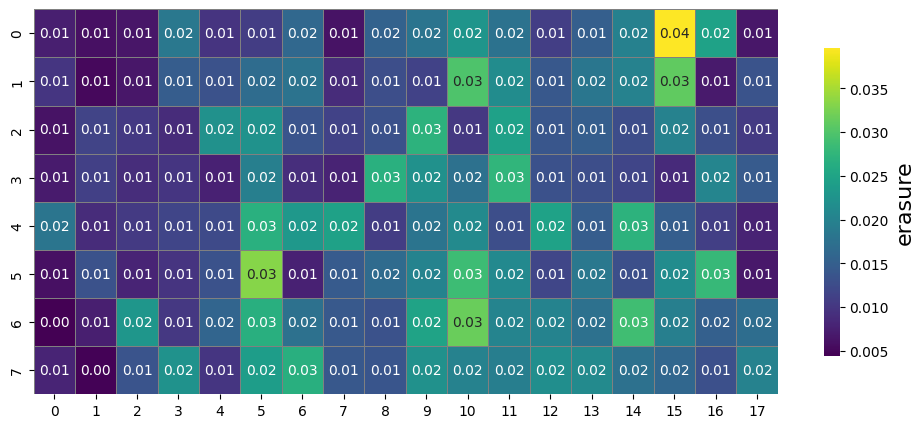 0 0.01 0.01 0.01 0.02 0.01 0.01 0.02 0.01 0.02 0.02 0.02 0.02 0.01 0.01 0.02 0.04 0.02 0.01
1 0.01 0.01 0.01 0.01 0.01 0.02 0.02 0.01 0.01 0.01 0.03 0.02 0.01 0.02 0.02 0.03 0.01 0.01
2 0.01 0.01 0.01 0.01 0.02 0.02 0.01 0.01 0.01 0.03 0.01 0.02 0.01 0.01 0.01 0.02 0.01 0.01
3 0.01 0.01 0.01 0.01 0.01 0.02 0.01 0.01 0.03 0.02 0.02 0.03 0.01 0.01 0.01 0.01 0.02 0.01
4 0.02 0.01 0.01 0.01 0.01 0.03 0.02 0.02 0.01 0.02 0.02 0.01 0.02 0.01 0.03 0.01 0.01 0.01
5 0.01 0.01 0.01 0.01 0.01 0.03 0.01 0.01 0.02 0.02 0.03 0.02 0.01 0.02 0.01 0.02 0.03 0.01
6 0.00 0.01 0.02 0.01 0.02 0.03 0.02 0.01 0.01 0.02 0.03 0.02 0.02 0.02 0.03 0.02 0.02 0.02
7 0.01 0.00 0.01 0.02 0.01 0.02 0.03 0.01 0.01 0.02 0.02 0.02 0.02 0.02 0.02 0.02 0.01 0.02
0 1 2 3 4 5 6 7 8 9 10 11 12 13 14 15 16 17
0.035
0.030
0.025
0.020
0.015
0.010
0.005
erasure